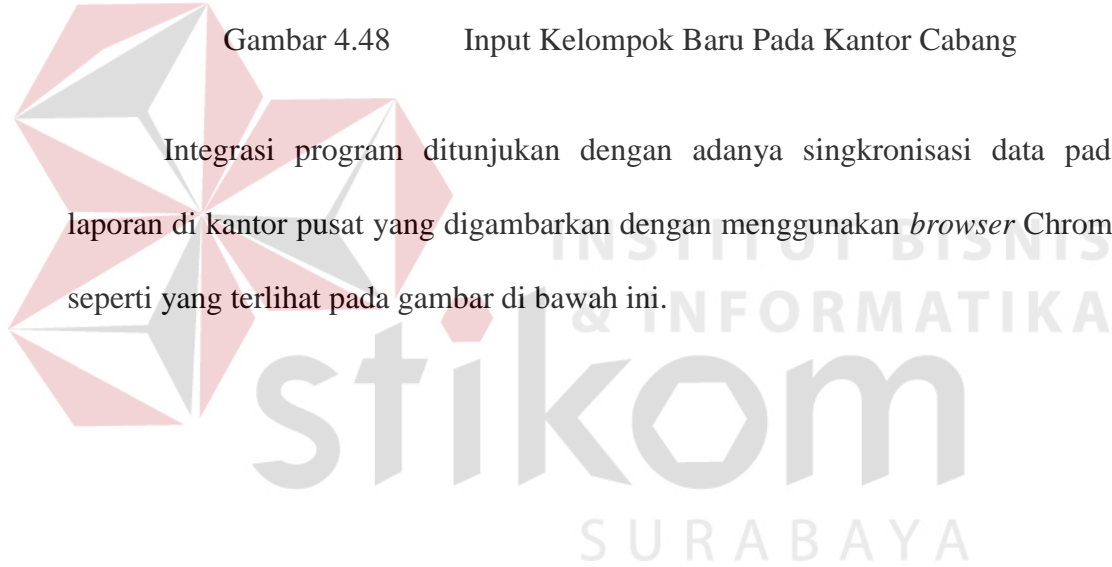 Gambar 4.48 Input Kelompok Baru Pada Kantor Cabang
Integrasi program ditunjukan dengan adanya singkronisasi data pad
laporan di kantor pusat yang digambarkan dengan menggunakan browser Chrom
seperti yang terlihat pada gambar di bawah ini.
INSTITUT BISNIS
& INFORMATIKA
stikom
SURABAYA